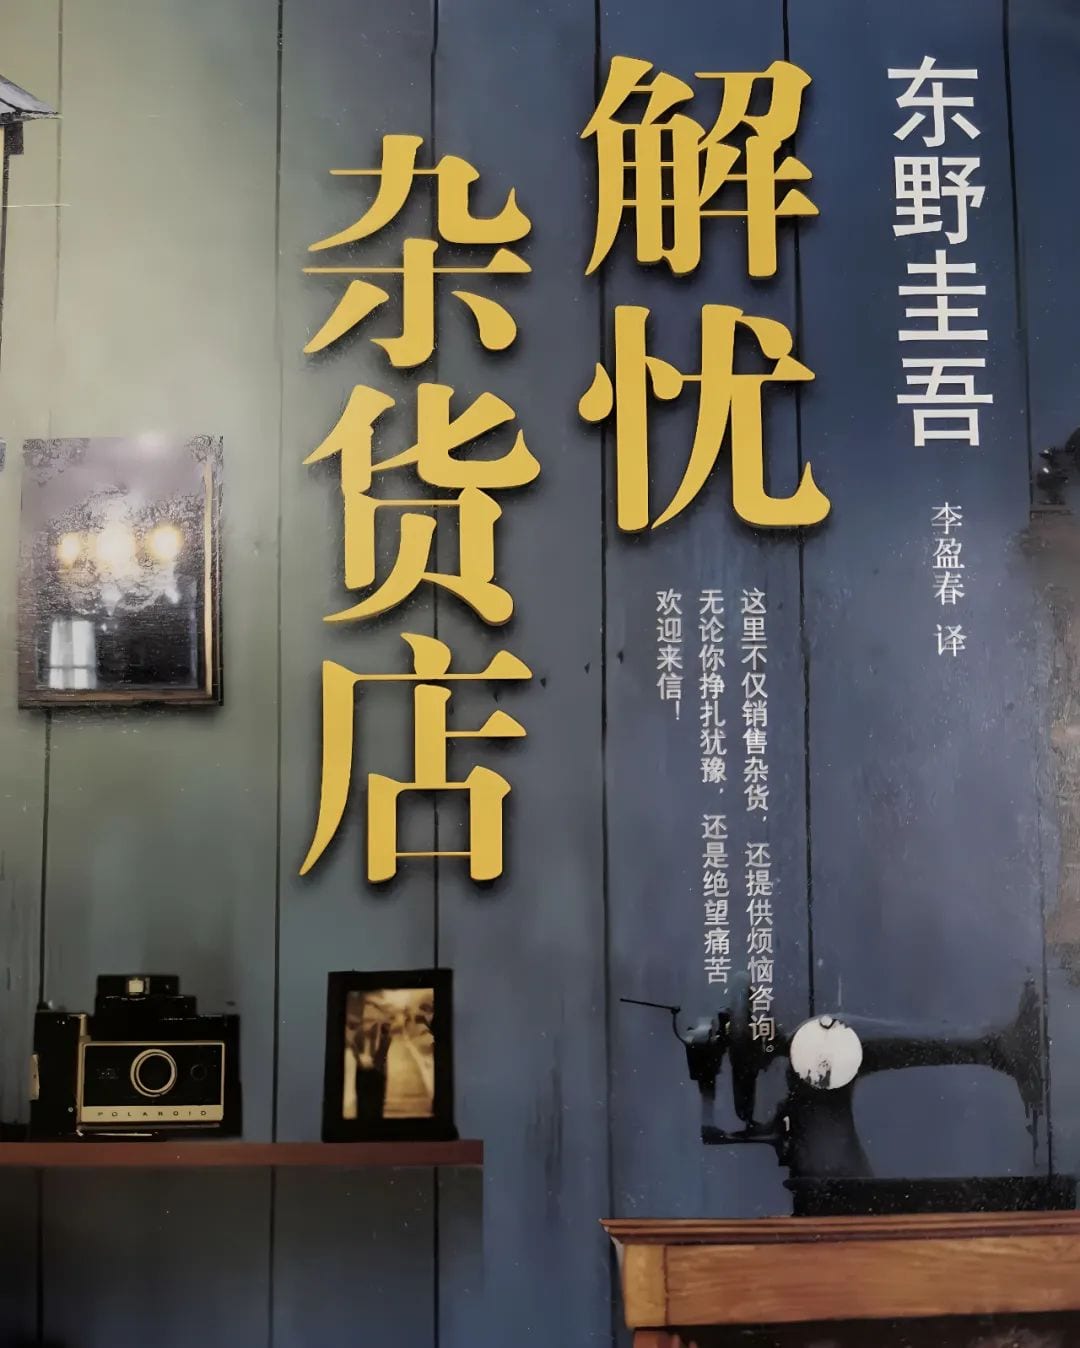 东野圭吾
李盈春 译
解忧
杂货店
这里不仅销售杂货，还提供烦恼咨询。
无论你挣扎犹豫，还是绝望痛苦，
欢迎来信！
POLAROID